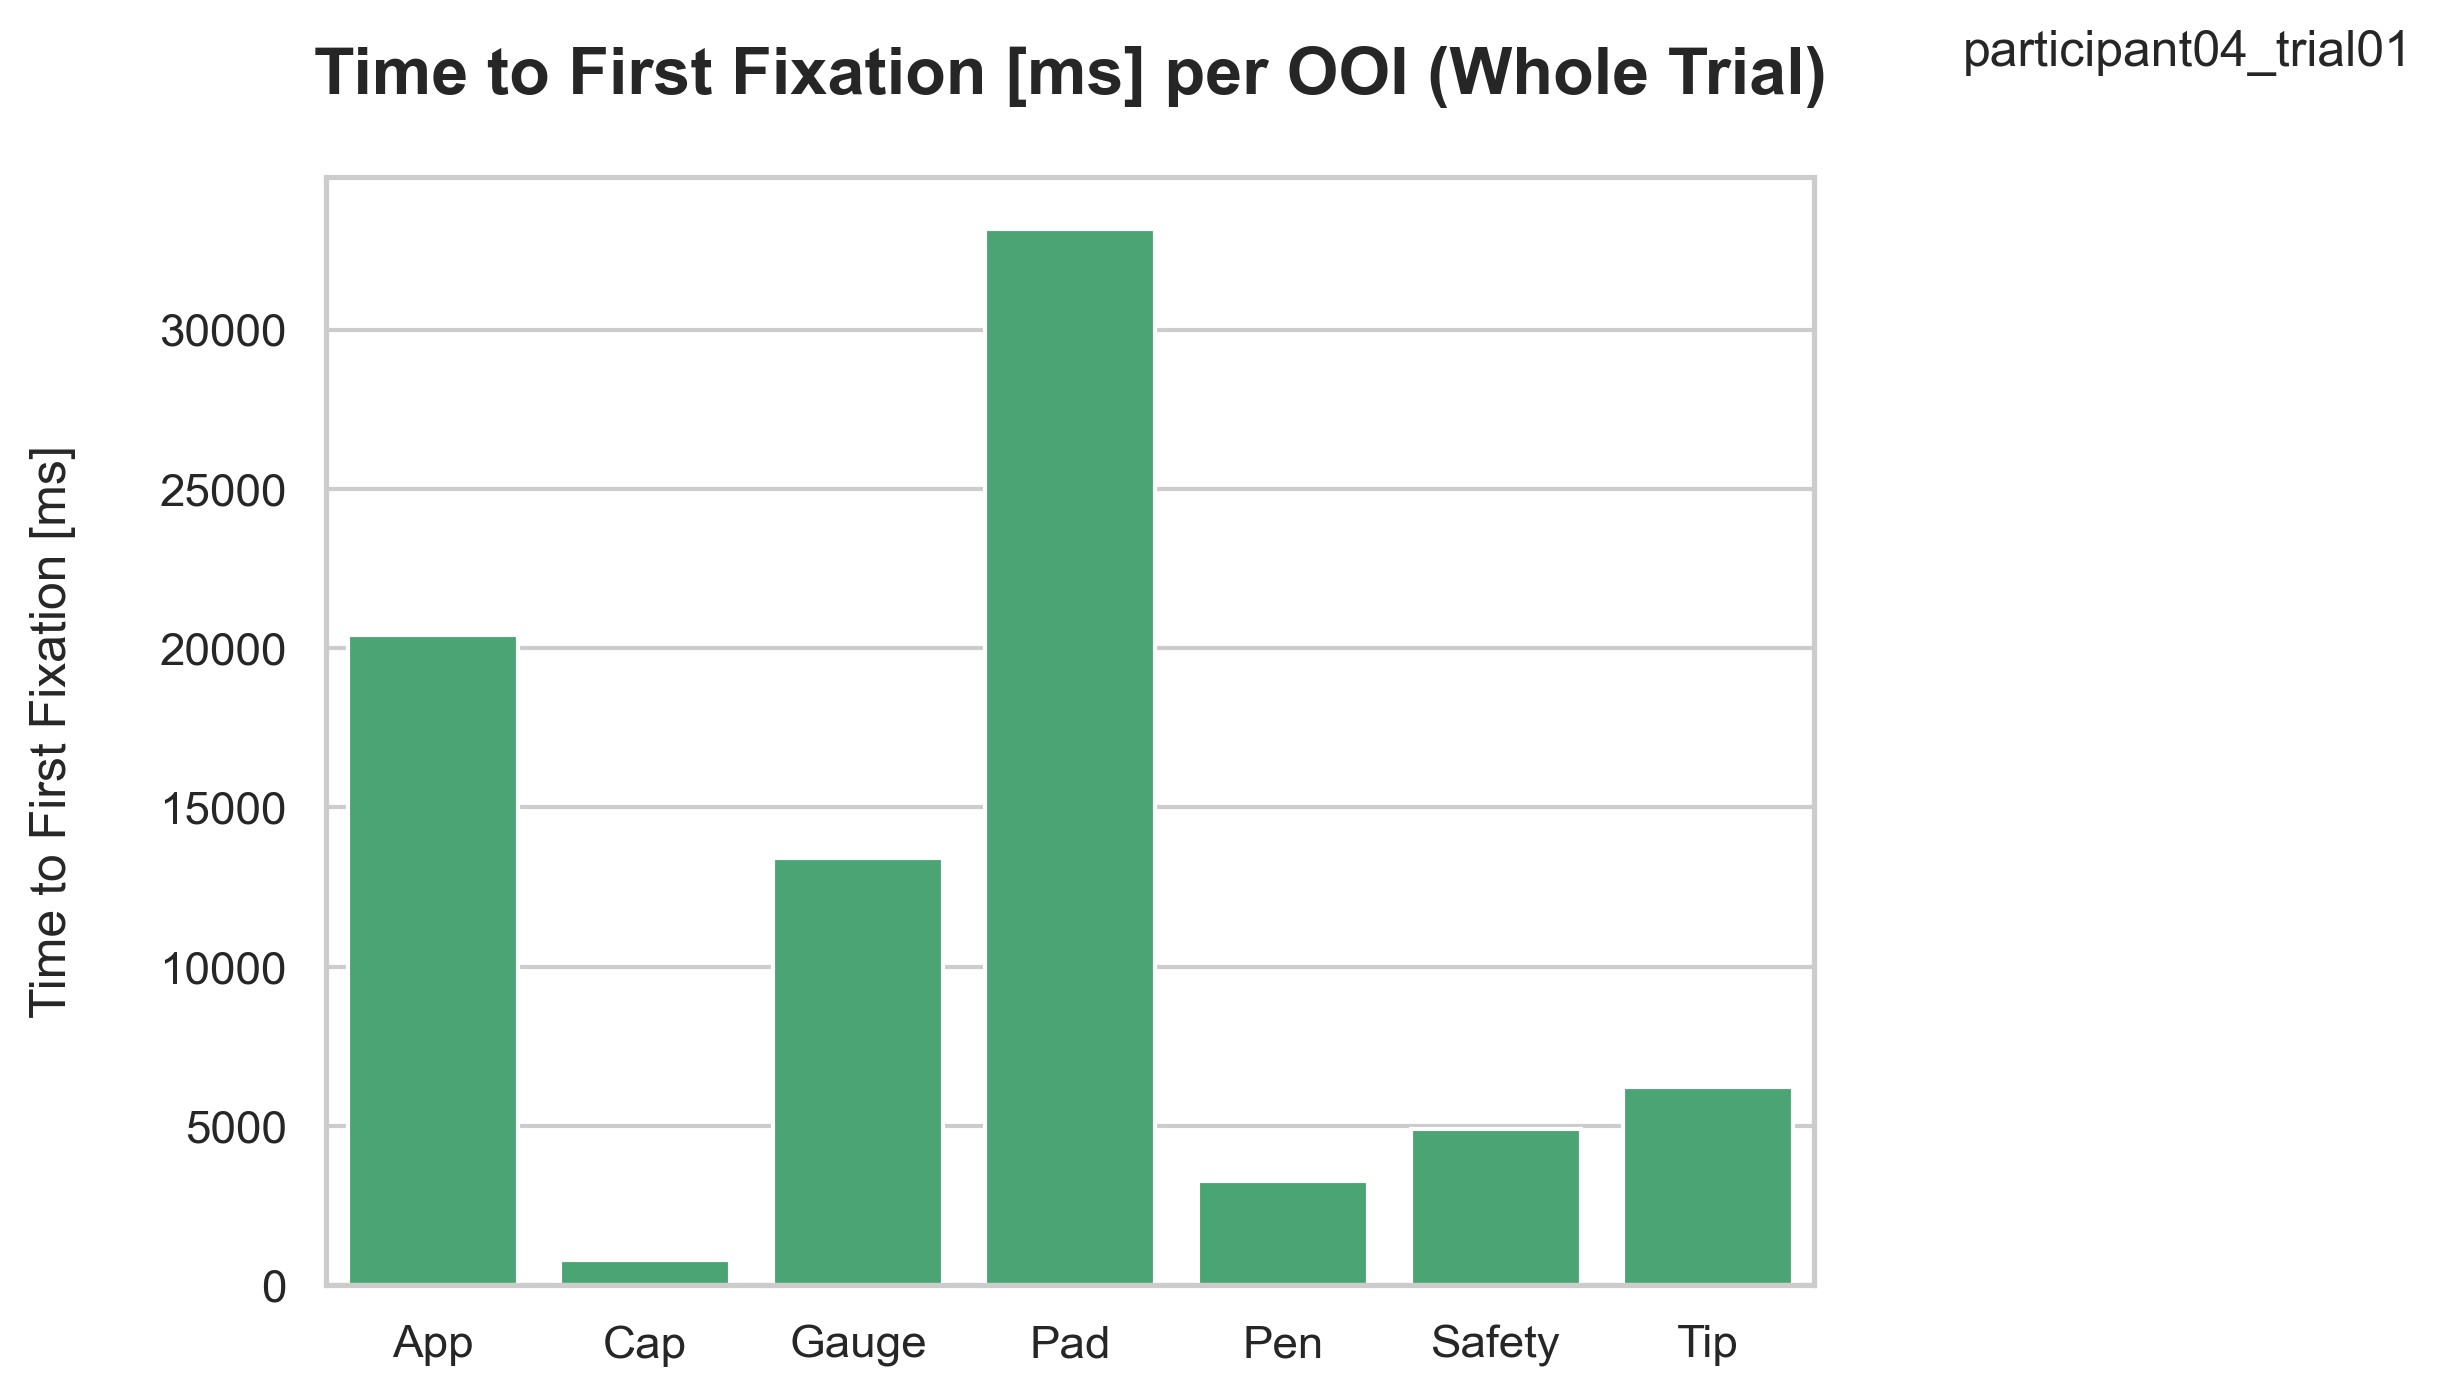 participant04_trial01
Time to First Fixation [ms] per OOI (Whole Trial)
Time to First Fixation [ms]
30000
25000
20000
15000
10000
5000
0
App Cap Gauge Pad Pen Safety Tip